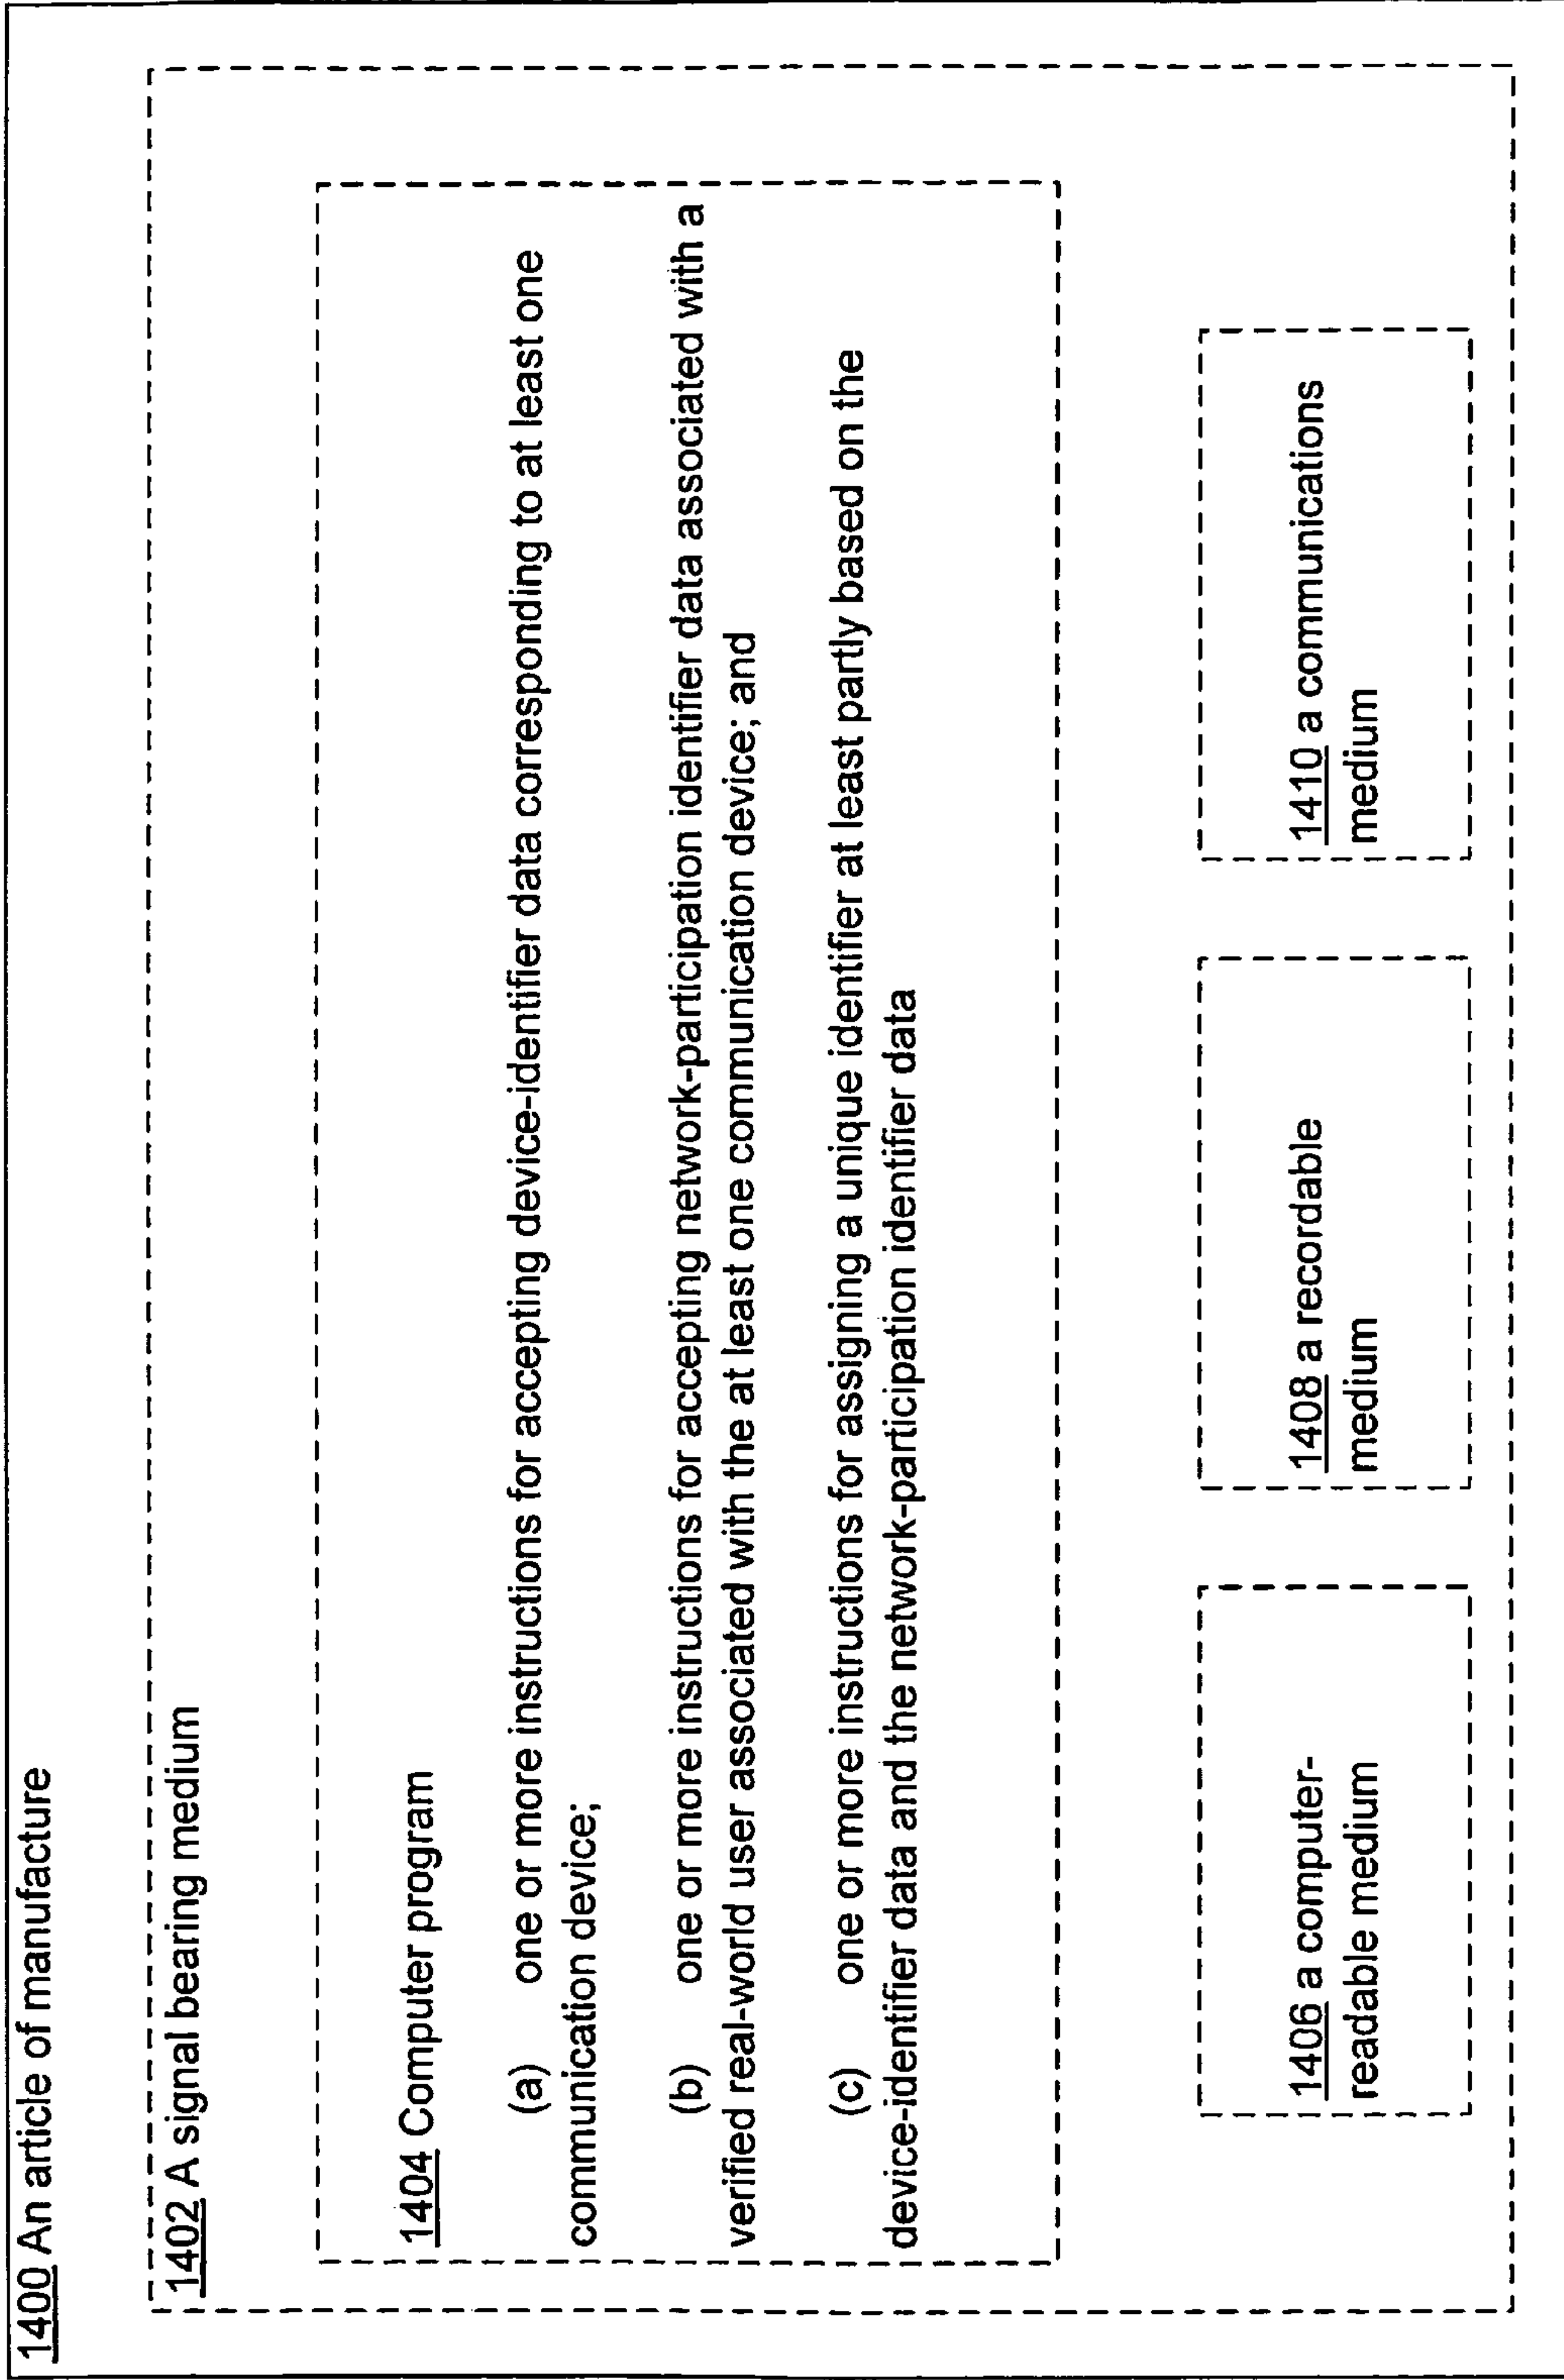 1400 An article of manufacture
1402 A signal bearing medium
1404 Computer program
(a) one or more instructions for accepting device-identifier data corresponding to at least one
communication device;
(b) one or more instructions for accepting network-participation identifier data associated with a
verified real-world user associated with the at least one communication device; and
(c) one or more instructions for assigning a unique identifier at least partly based on the
device-identifier data and the network-participation identifier data
1406 a computer-
readable medium
1408 a recordable
medium
1410 a communications
medium